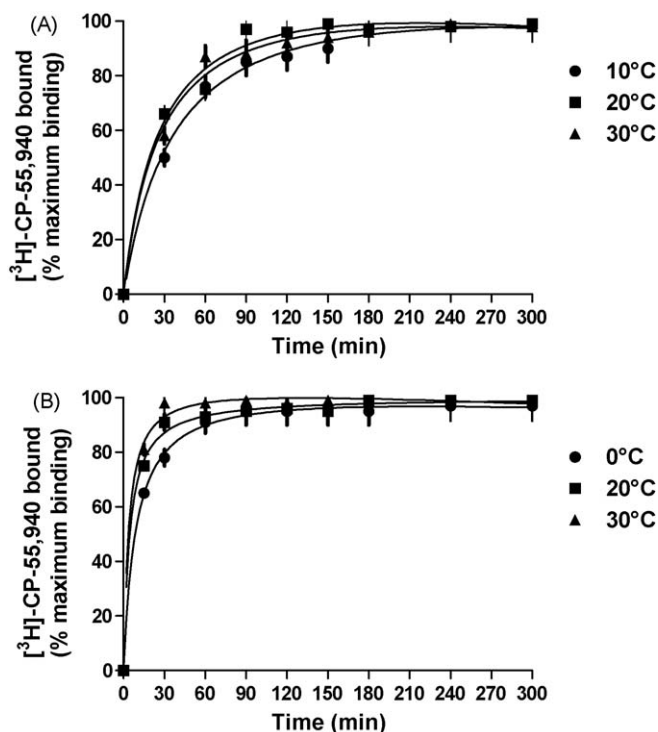 (A)
[³H]-CP-55,940 bound
(% maximum binding)
100
80
60
40
20
0
0 30 60 90 120 150 180 210 240 270 300
Time (min)
10°C
20°C
30°C
(B)
[³H]-CP-55,940 bound
(% maximum binding)
100
80
60
40
20
0
0 30 60 90 120 150 180 210 240 270 300
Time (min)
0°C
20°C
30°C